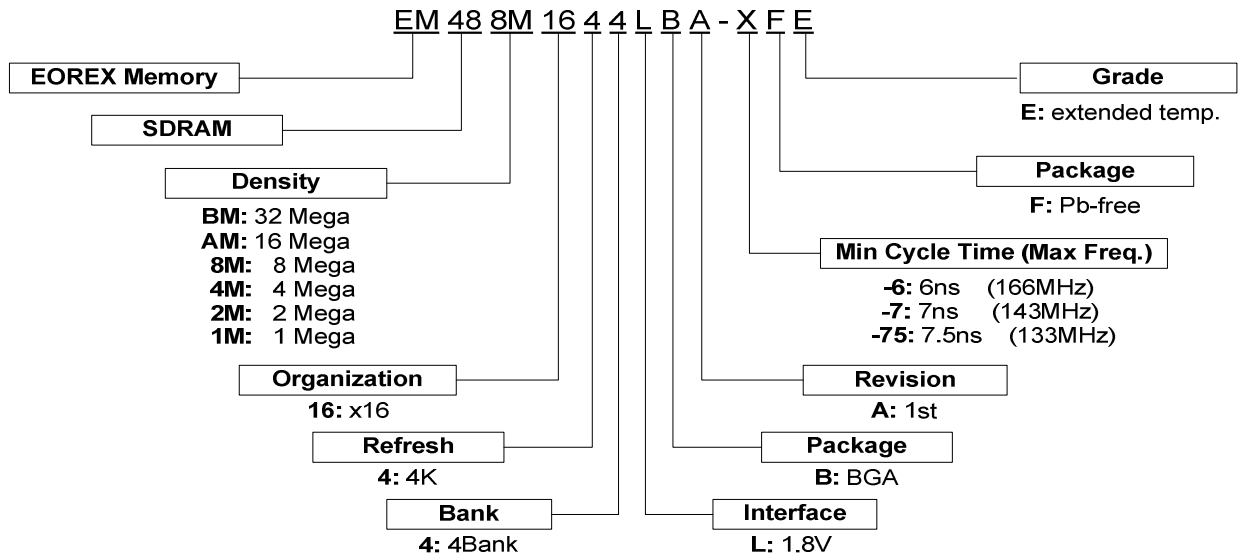 EM 48 8M 16 4 4 L B A - X F E
EOREX Memory
SDRAM
Density
BM: 32 Mega
AM: 16 Mega
8M: 8 Mega
4M: 4 Mega
2M: 2 Mega
1M: 1 Mega
Organization
16: x16
Refresh
4: 4K
Bank
4: 4Bank
Grade
E: extended temp.
Package
F: Pb-free
Min Cycle Time (Max Freq.)
-6: 6ns (166MHz)
-7: 7ns (143MHz)
-75: 7.5ns (133MHz)
Revision
A: 1st
Package
B: BGA
Interface
L: 1.8V